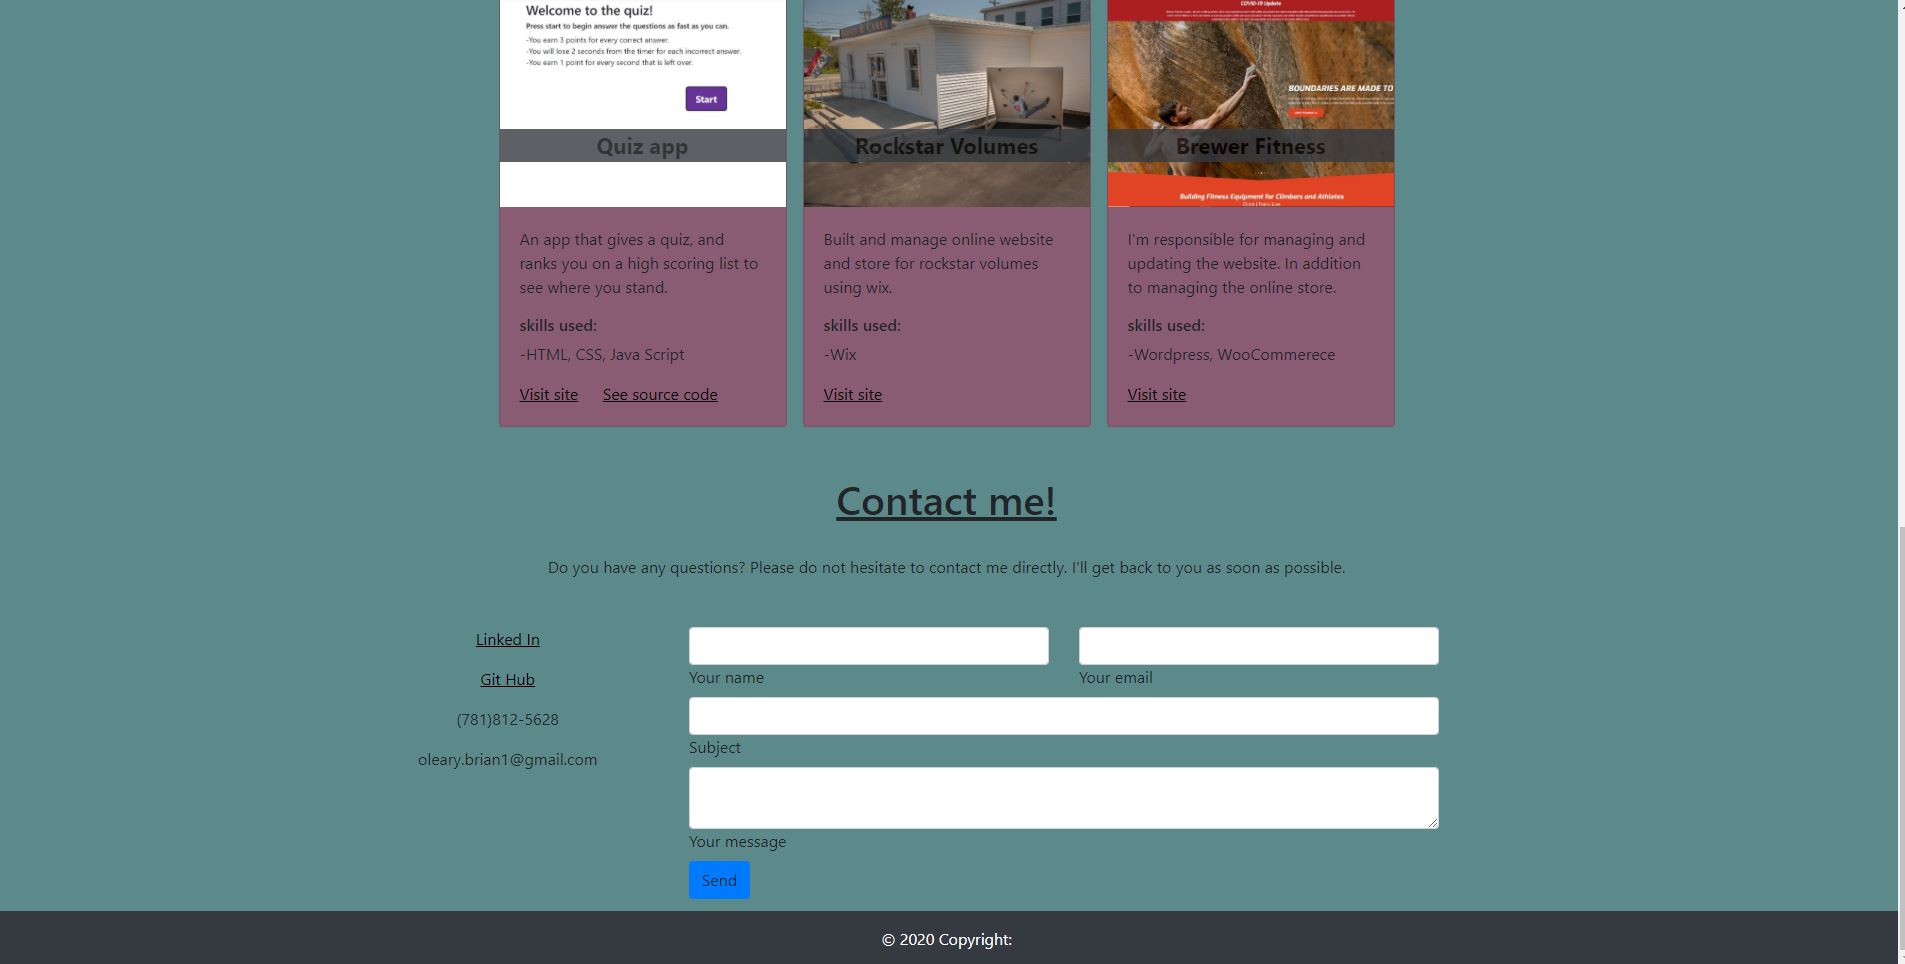 Welcome to the quiz!
Press start to begin answer the questions as fast as you can.
-You earn 3 points for every correct answer.
-You will lose 2 seconds from the timer for each incorrect answer.
-You earn 1 point for every second that is left over.
Start
Quiz app
An app that gives a quiz, and
ranks you on a high scoring list to
see where you stand.
skills used:
-HTML, CSS, Java Script
Visit site See source code
Rockstar Volumes
Built and manage online website
and store for rockstar volumes
using wix.
skills used:
-Wix
Visit site
COVID-19 Update
BOUNDARIES ARE MADE TO
Brewer Fitness
Building Fitness Equipment for Climbers and Athletes
I'm responsible for managing and
updating the website. In addition
to managing the online store.
skills used:
-Wordpress, WooCommerece
Visit site
Contact me!
Do you have any questions? Please do not hesitate to contact me directly. I'll get back to you as soon as possible.
Linked In
Git Hub
(781)812-5628
oleary.brian1@gmail.com
Your name
Your email
Subject
Your message
Send
© 2020 Copyright: